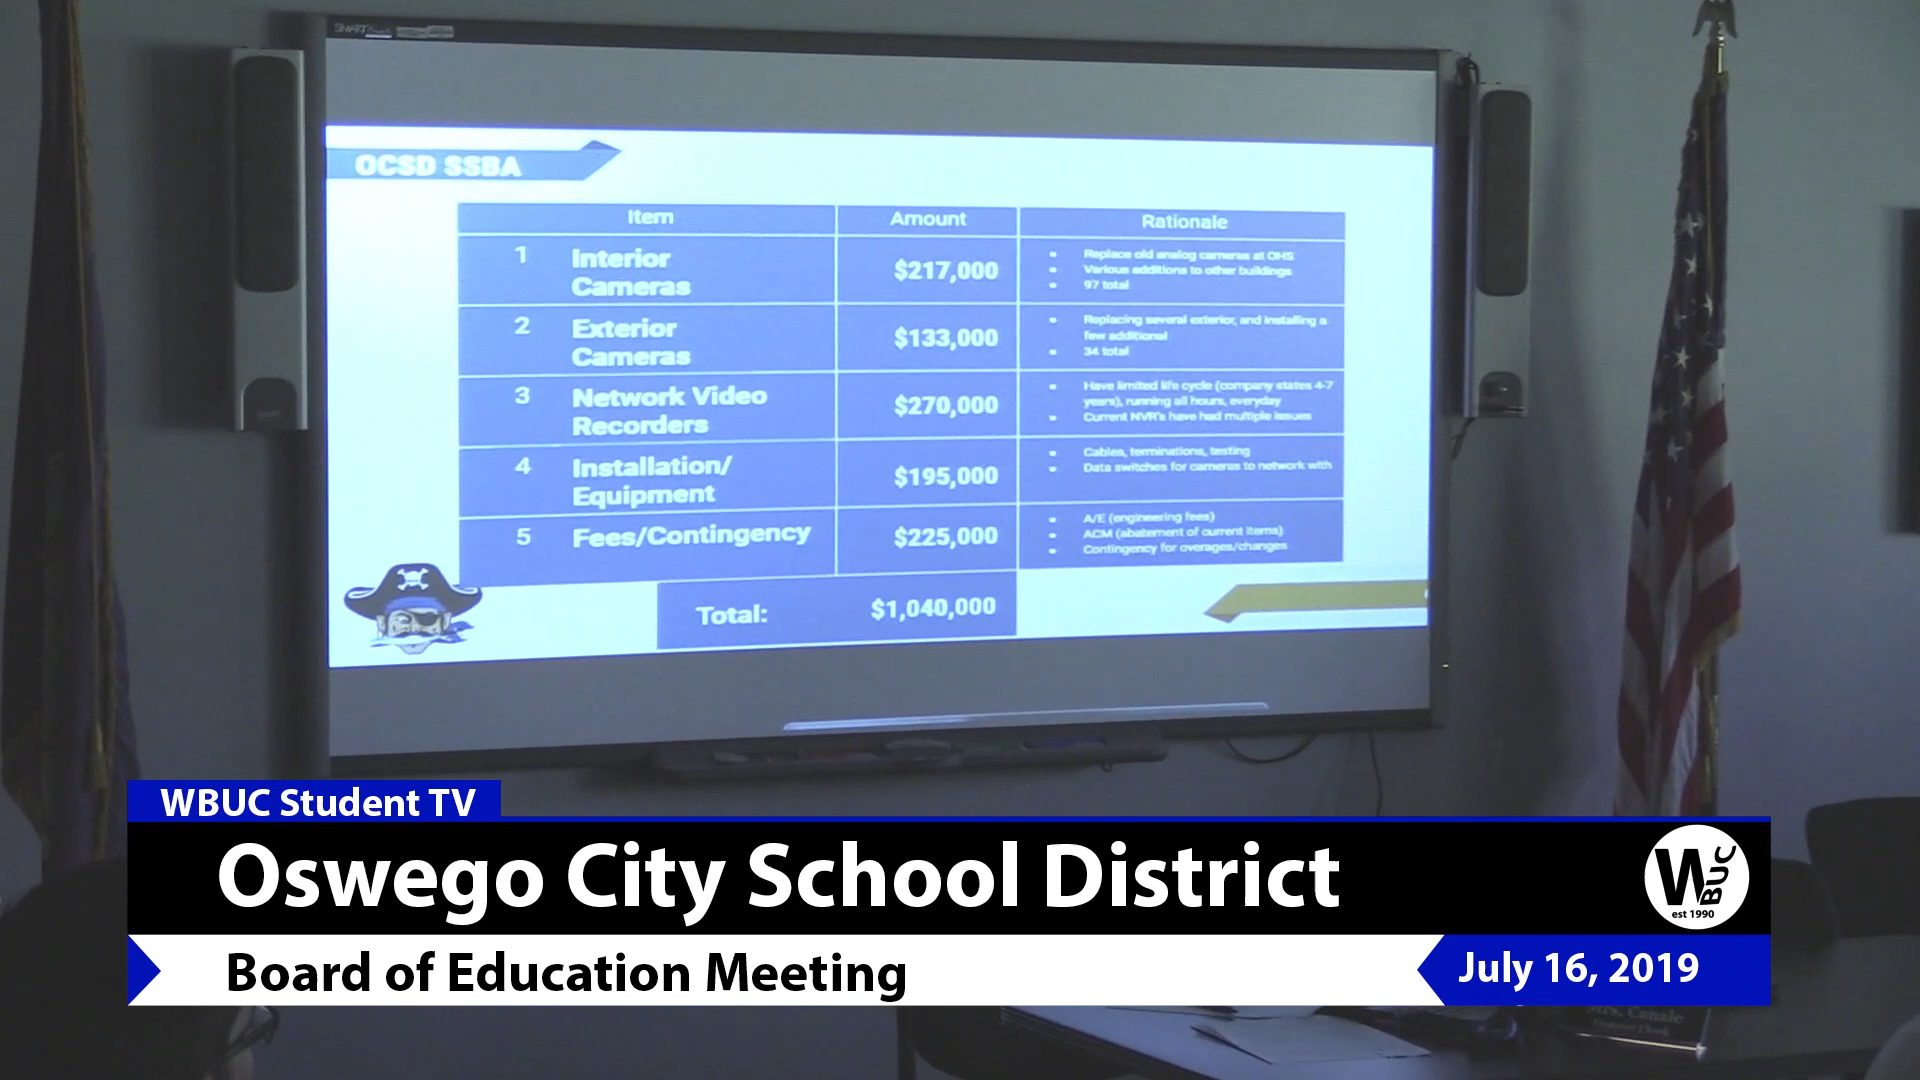 SMART Board
OCSD SSBA
Item Amount Rationale
1 Interior Cameras $217,000
Replace old analog cameras at OHS
Various additions to other buildings
97 total
2 Exterior Cameras $133,000
Replacing several exterior, and installing a
few additional
34 total
3 Network Video Recorders $270,000
Have limited life cycle (company states 4-7
years), running all hours, everyday
Current NVR's have had multiple issues
4 Installation/ Equipment $195,000
Cables, terminations, testing
Data switches for cameras to network with
5 Fees/Contingency $225,000
A/E (engineering fees)
ACM (abatement of current items)
Contingency for overages/changes
Total: $1,040,000
WBUC Student TV
Oswego City School District
WBUC
est 1990
Board of Education Meeting
July 16, 2019
Mrs. Canale